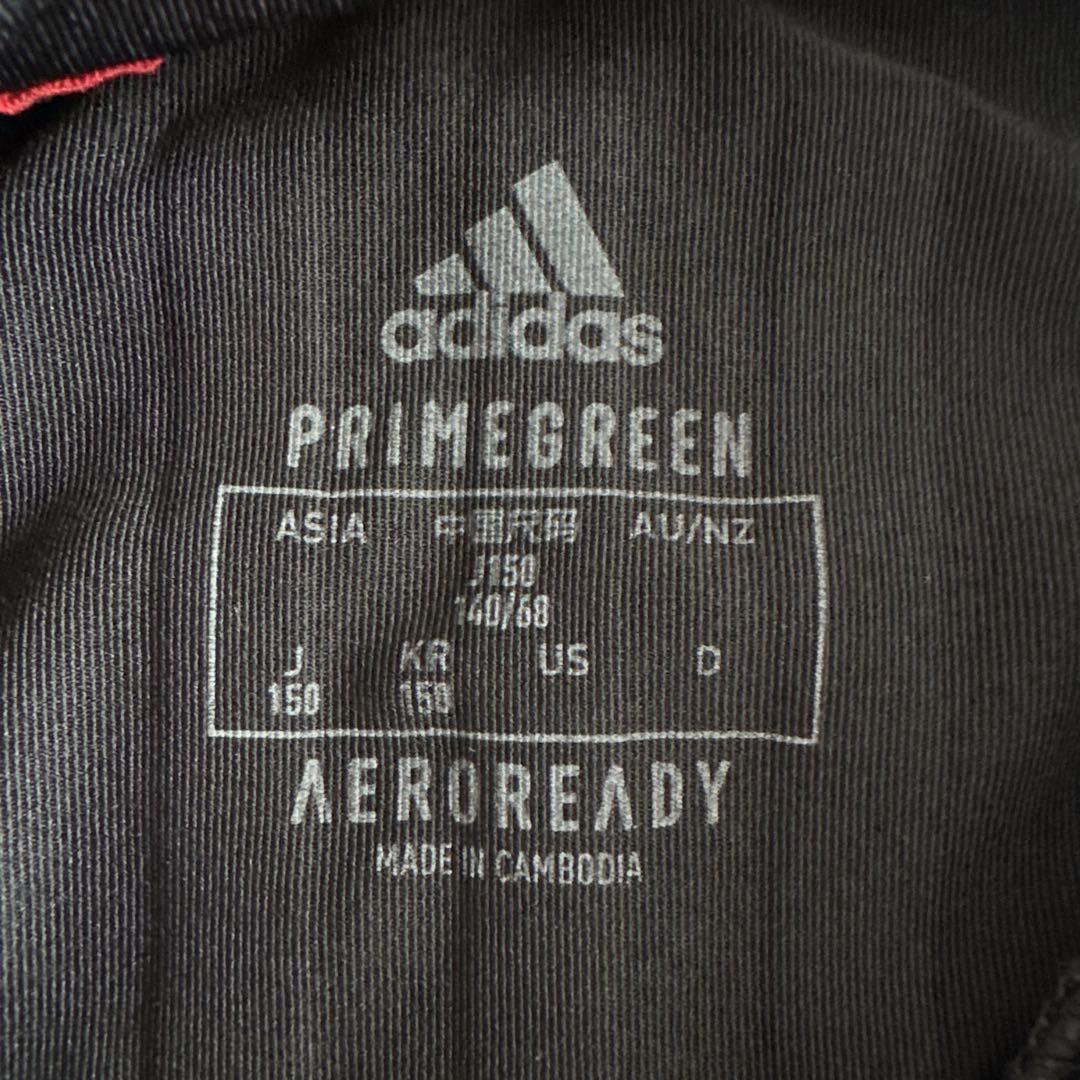 adidas
PRIMEGREEN
ASIA 中国尺码 AU/NZ
J150
140/68
J KR US D
150 150
AEROREADY
MADE IN CAMBODIA